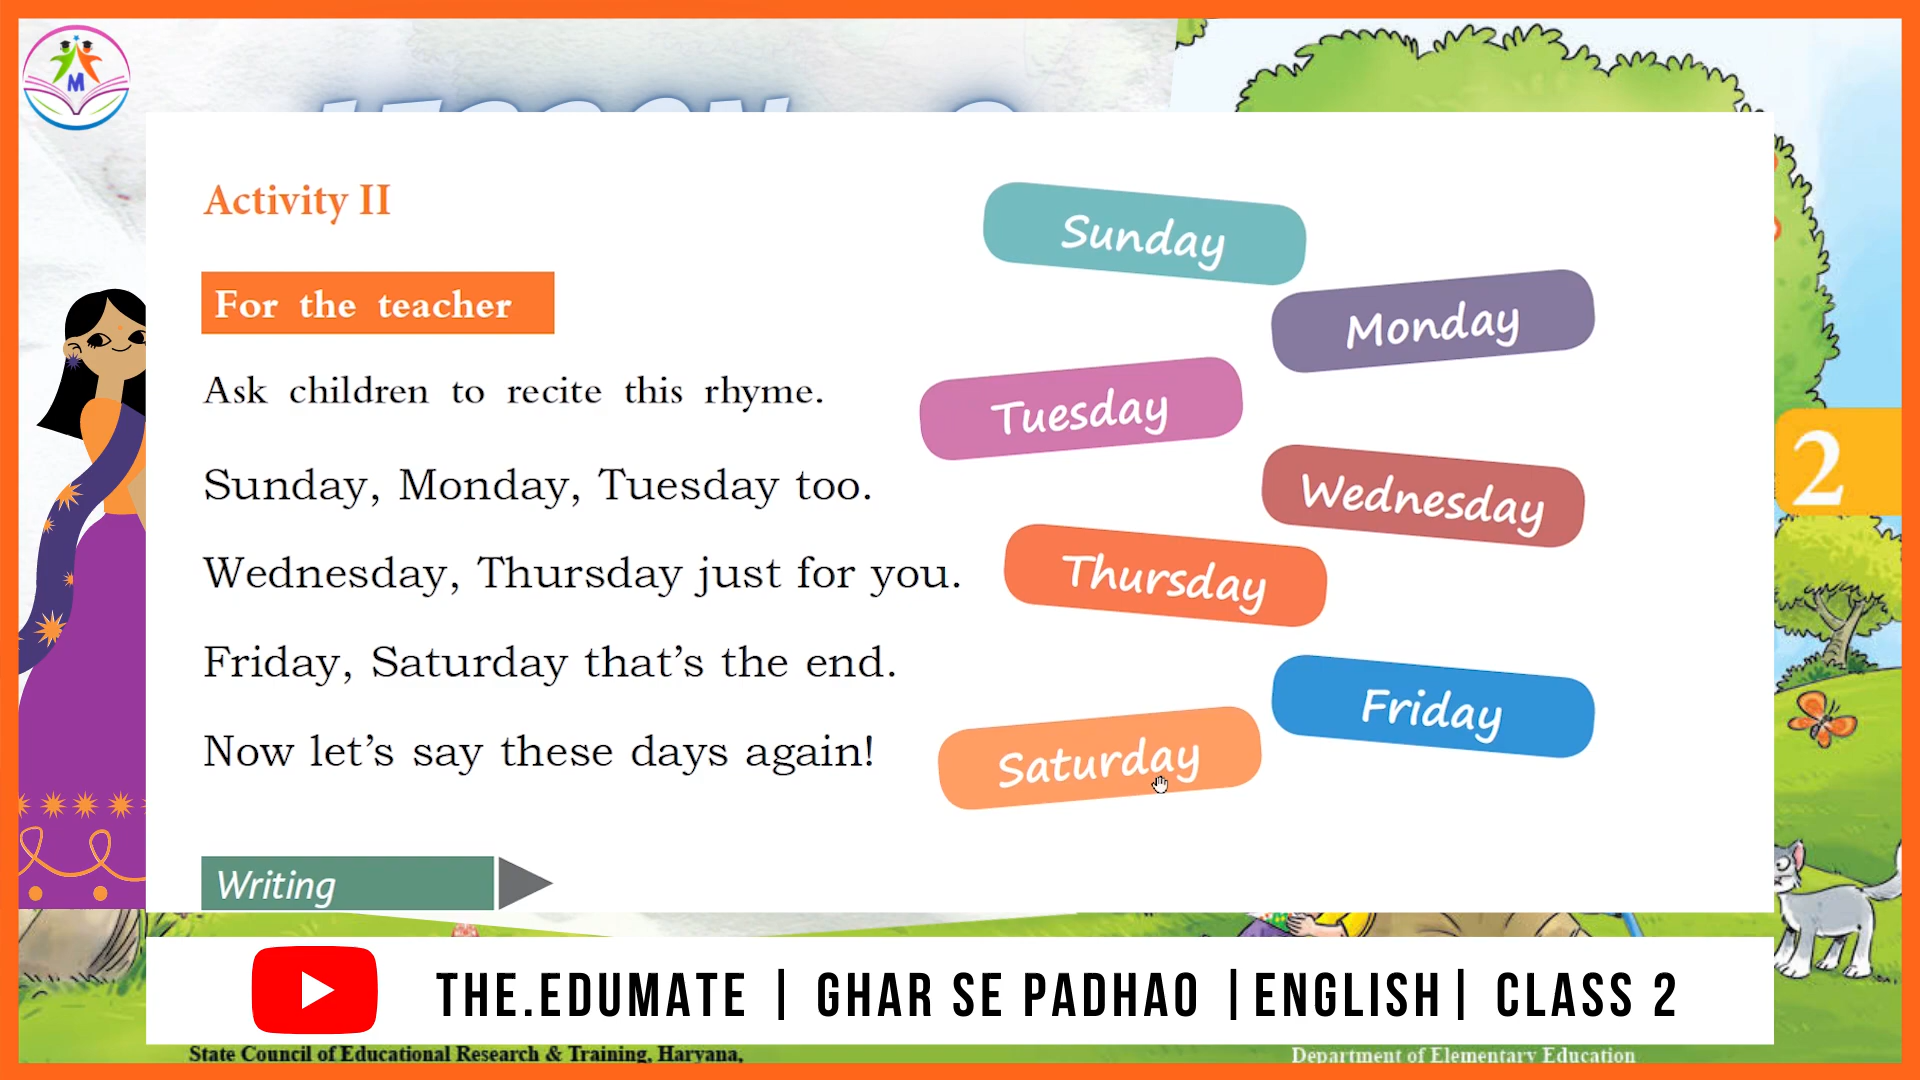 M
Activity II
For the teacher
Ask children to recite this rhyme.
Sunday, Monday, Tuesday too.
Wednesday, Thursday just for you.
Friday, Saturday that's the end.
Now let's say these days again!
Sunday
Monday
Tuesday
Wednesday
Thursday
Friday
Saturday
Writing
2
THE.EDUMATE | GHAR SE PADHAO |ENGLISH| CLASS 2
State Council of Educational Research & Training, Haryana,
Department of Elementary Education